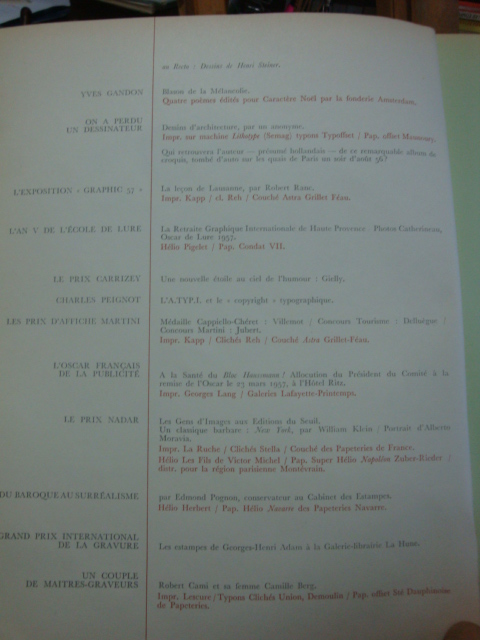 au Recto : Dessins de Henri Steiner.
YVES GANDON
Blason de la Mélancolie.
Quatre poèmes édités pour Caractère Noël par la fonderie Amsterdam.
ON A PERDU
UN DESSINATEUR
Dessins d'architecture, par un anonyme.
Impr. sur machine typons Typoffset / Pap. offset
Qui retrouvera l'auteur — présumé hollandais — de ce remarquable album de
croquis, tombé d'auto sur les quais de Paris un soir d'août 56?
L'EXPOSITION « GRAPHIC 57 »
La leçon de Lausanne, par Robert Ranc.
Impr. Kapp / cl. Reh / Couché Astra Grillet Féau.
L'AN V DE L'ÉCOLE DE LURE
La Retraite Graphique Internationale de Haute Provence. Photos
Oscar de Lure 1957.
Hélio Pigelet / Pap. Condat VII.
LE PRIX CARRIZEY
Une nouvelle étoile au ciel de l'humour :
CHARLES PEIGNOT
L'A.TYP.I. et le « copyright » typographique.
LES PRIX D'AFFICHE MARTINI
Médaille Cappiello-Chéret : Villemot / Concours Tourisme : /
Concours Martini : Jubert.
Impr. Kapp / Clichés Reh / Couché Astra Grillet-Féau.
L'OSCAR FRANÇAIS
DE LA PUBLICITÉ
A la Santé du Blue Haussmann! Allocution du Président du Comité à la
remise de l'Oscar le 25 mars 1957, à l'Hôtel Ritz.
Impr. Georges Lang / Galeries Lafayette-Printemps.
LE PRIX NADAR
Les Gens d'Images aux Editions du Seuil.
Un classique barbare : New York, par William Klein / Portrait d'Alberto
Moravia.
Impr. La Ruche / Clichés Stella / Couché des Papeteries de France.
Hélio Les Fils de Victor Michel / Pap. Super Hélio Napoléon Zuber-Rieder /
distr. pour la région parisienne Montévrain.
DU BAROQUE AU SURRÉALISME
par Edmond Pognon, conservateur au Cabinet des Estampes.
Hélio Herbert / Pap. Hélio Navarre des Papeteries Navarre.
GRAND PRIX INTERNATIONAL
DE LA GRAVURE
Les estampes de Georges-Henri Adam à la Galerie-librairie La Hune.
UN COUPLE
DE MAITRES-GRAVEURS
Robert Cami et sa femme Camille Berg.
Impr. Lescure / Typons Clichés Union, Demoulin / Pap. offset Sté Dauphinoise
de Papeteries.